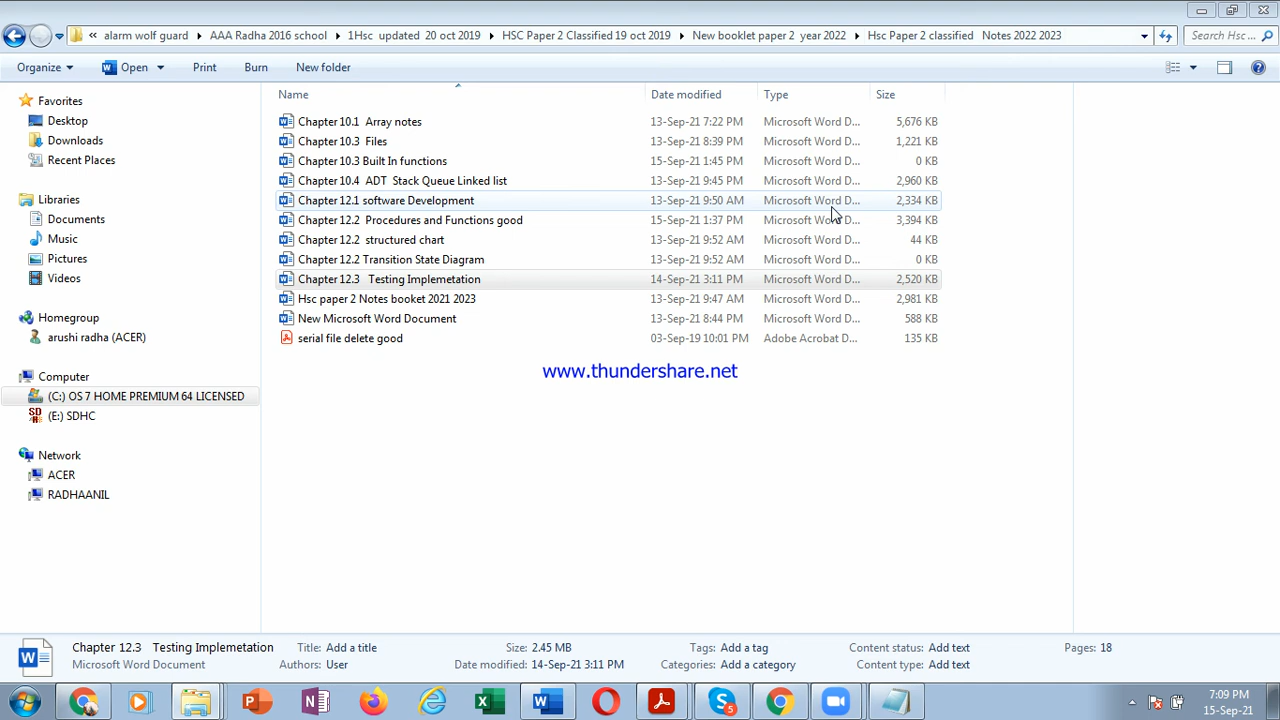 « alarm wolf guard AAA Radha 2016 school 1Hsc updated 20 oct2019 HSC Paper 2 Classified 19 oct 2019 New booklet paper 2 year 2022 Hsc Paper 2 classified Notes 2022 2023 Search Hsc ...
Organize Open Print Burn New folder
Name Date modified Type Size
Favorites
Desktop
Downloads
Recent Places
Libraries
Documents
Music
Pictures
Videos
Homegroup
arushi radha (ACER)
Computer
(C:) OS 7 HOME PREMIUM 64 LICENSED
(E:) SDHC
Network
ACER
RADHAANIL
Chapter 10.1 Array notes 13-Sep-21 7:22 PM Microsoft Word D... 5,676 KB
Chapter 10.3 Files 13-Sep-21 8:39 PM Microsoft Word D... 1,221 KB
Chapter 10.3 Built In functions 15-Sep-21 1:45 PM Microsoft Word D... 0 KB
Chapter 10.4 ADT Stack Queue Linked list 13-Sep-21 9:45 PM Microsoft Word D... 2,960 KB
Chapter 12.1 software Development 13-Sep-21 9:50 AM Microsoft Word D... 2,334 KB
Chapter 12.2 Procedures and Functions good 15-Sep-21 1:37 PM Microsoft Word D... 3,394 KB
Chapter 12.2 structured chart 13-Sep-21 9:52 AM Microsoft Word D... 44 KB
Chapter 12.2 Transition State Diagram 13-Sep-21 9:52 AM Microsoft Word D... 0 KB
Chapter 12.3 Testing Implemetation 14-Sep-21 3:11 PM Microsoft Word D... 2,520 KB
Hsc paper 2 Notes booket 2021 2023 13-Sep-21 9:47 AM Microsoft Word D... 2,981 KB
New Microsoft Word Document 13-Sep-21 8:44 PM Microsoft Word D... 588 KB
serial file delete good 03-Sep-19 10:01 PM Adobe Acrobat D... 135 KB
www.thundershare.net
Chapter 12.3 Testing Implemetation Title: Add a title Size: 2.45 MB Tags: Add a tag Content status: Add text Pages: 18
Microsoft Word Document Authors: User Date modified: 14-Sep-21 3:11 PM Categories: Add a category Content type: Add text
7:09 PM
15-Sep-21